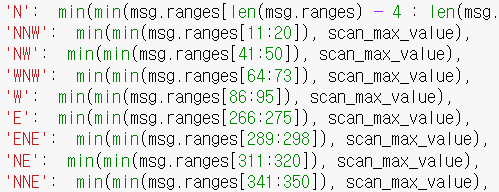 'N': min(min(msg.ranges[len(msg.ranges) - 4 : len(msg.
'NNW': min(min(msg.ranges[11:20]), scan_max_value),
'NW': min(min(msg.ranges[41:50]), scan_max_value),
'WNW': min(min(msg.ranges[64:73]), scan_max_value),
'W': min(min(msg.ranges[86:95]), scan_max_value),
'E': min(min(msg.ranges[266:275]), scan_max_value),
'ENE': min(min(msg.ranges[289:298]), scan_max_value),
'NE': min(min(msg.ranges[311:320]), scan_max_value),
'NNE': min(min(msg.ranges[341:350]), scan_max_value),